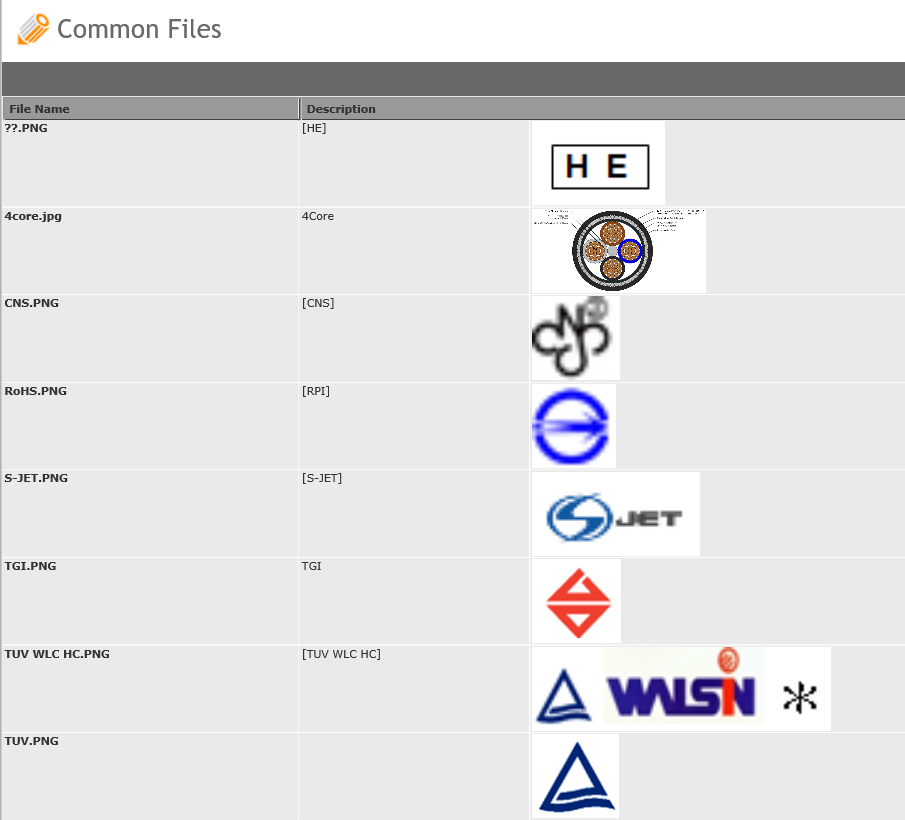 Common Files
File Name Description
??.PNG [HE]
H E
4core.jpg 4Core
CNS.PNG [CNS]
CNS
RoHS.PNG [RPI]
S-JET.PNG [S-JET]
S JET
TGI.PNG TGI
TUV WLC HC.PNG [TUV WLC HC]
WALSIN
TUV.PNG